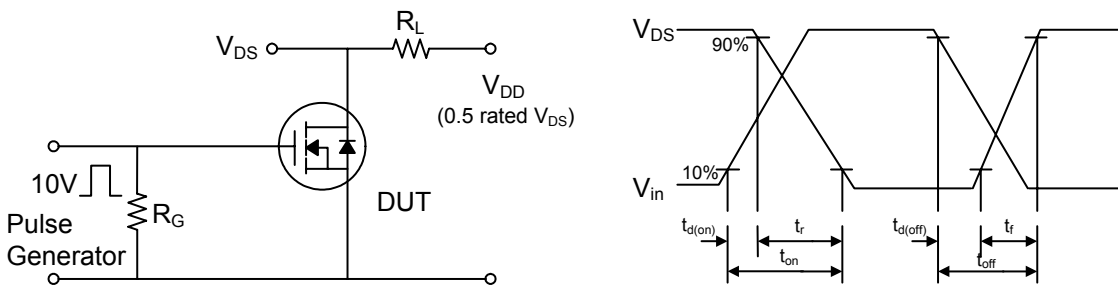 R_L
V_DS
V_DD
(0.5 rated V_DS)
10V
R_G
DUT
Pulse
Generator
V_DS
90%
V_in
10%
t_d(on)
t_r
t_d(off)
t_f
t_on
t_off